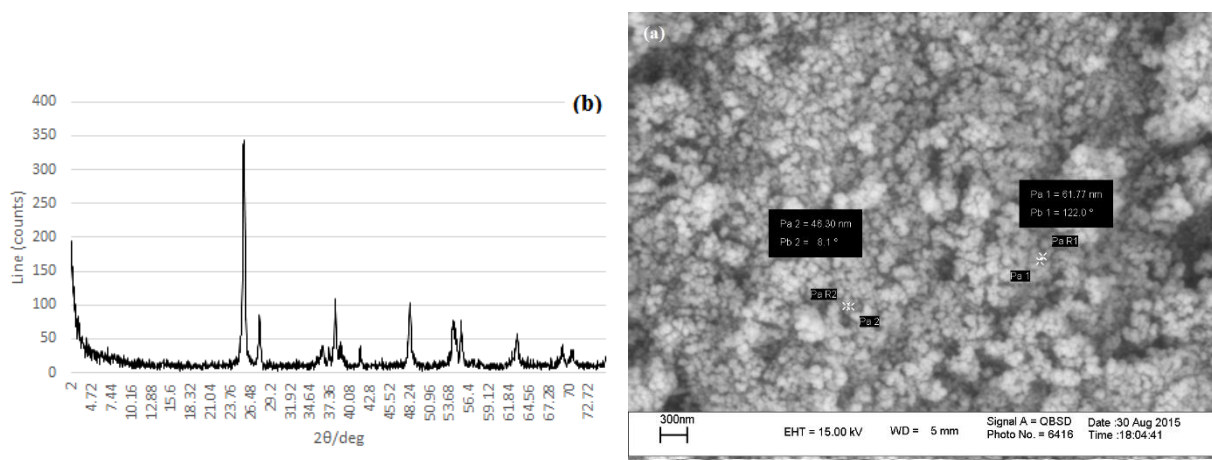 (b)
400
350
300
250
200
150
100
50
0
Line (counts)
2 4.72 7.44 10.16 12.88 15.6 18.32 21.04 23.76 26.48 29.2 31.92 34.64 37.36 40.08 42.8 45.52 48.24 50.96 53.68 56.4 59.12 61.84 64.56 67.28 70 72.72
2θ/deg
(a)
Pa 1 = 61.77 nm
Pb 1 = 122.0 °
Pa R1
Pa 1
Pa 2 = 46.30 nm
Pb 2 = 8.1 °
Pa R2
Pa 2
300nm
EHT = 15.00 kV
WD = 5 mm
Signal A = QBSD
Photo No. = 6416
Date :30 Aug 2015
Time :18:04:41